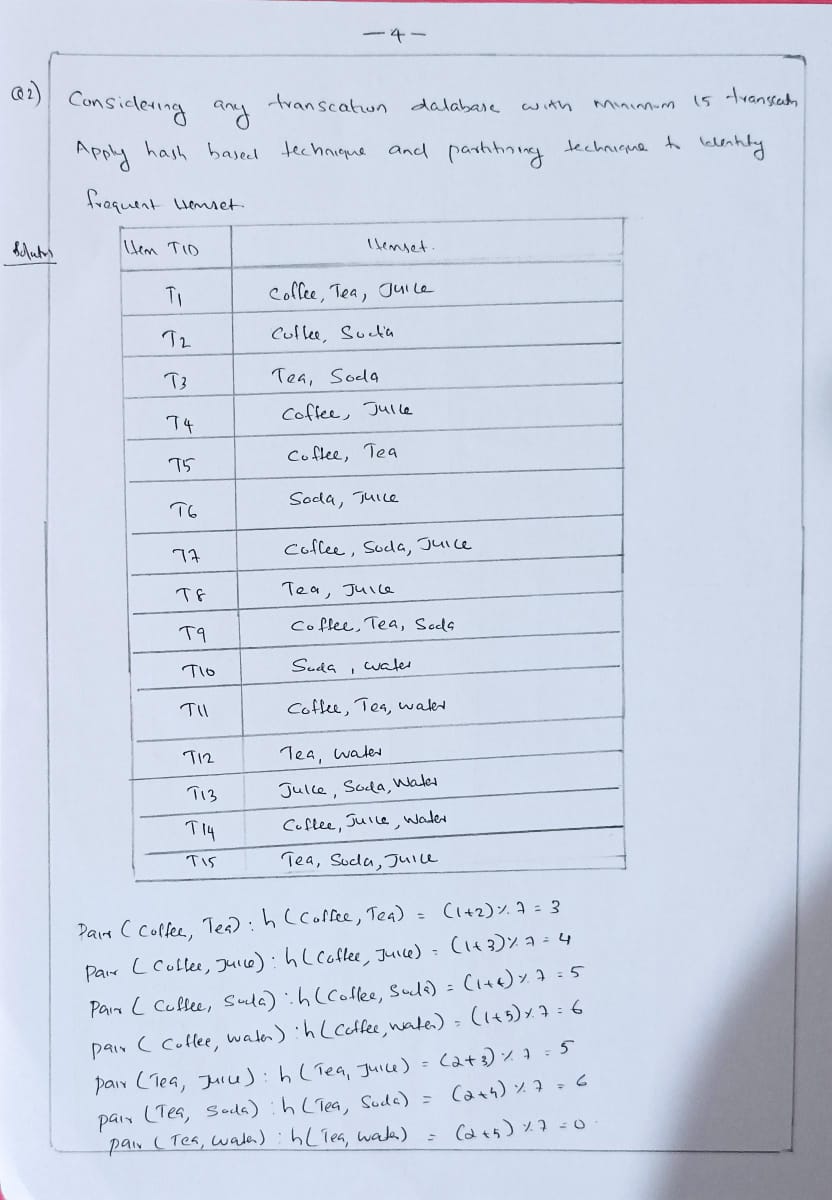 — 4 —
Q2) Considering any transcation database with minimum 15 transcatn
Apply hash based technique and partitioning technique to identify
frequent itemset.
Solutn
Item TID Itemset.
T1 Coffee, Tea, Juice
T2 Coffee, Soda
T3 Tea, Soda
T4 Coffee, Juice
T5 Coffee, Tea
T6 Soda, Juice
T7 Coffee, Soda, Juice
T8 Tea, Juice
T9 Coffee, Tea, Soda
T10 Soda, water
T11 Coffee, Tea, water
T12 Tea, water
T13 Juice, Soda, Water
T14 Coffee, Juice, Water
T15 Tea, Soda, Juice
Pair (Coffee, Tea) : h (Coffee, Tea) = (1+2) % 7 = 3
Pair (Coffee, Juice) : h (Coffee, Juice) = (1+3) % 7 = 4
Pair (Coffee, Soda) : h (Coffee, Soda) = (1+4) % 7 = 5
pair (Coffee, water) : h (Coffee, water) = (1+5) % 7 = 6
pair (Tea, Juice) : h (Tea, Juice) = (2+3) % 7 = 5
pair (Tea, Soda) : h (Tea, Soda) = (2+4) % 7 = 6
pair (Tea, water) : h (Tea, water) = (2+5) % 7 = 0